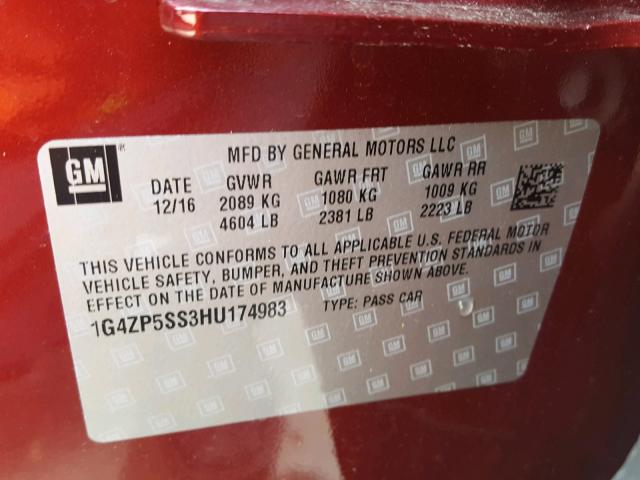 GM
MFD BY GENERAL MOTORS LLC
DATE GVWR GAWR FRT GAWR RR
12/16 2089 KG 1080 KG 1009 KG
4604 LB 2381 LB 2223 LB
THIS VEHICLE CONFORMS TO ALL APPLICABLE U.S. FEDERAL MOTOR
VEHICLE SAFETY, BUMPER, AND THEFT PREVENTION STANDARDS IN
EFFECT ON THE DATE OF MANUFACTURE SHOWN ABOVE.
1G4ZP5SS3HU174983 TYPE: PASS CAR